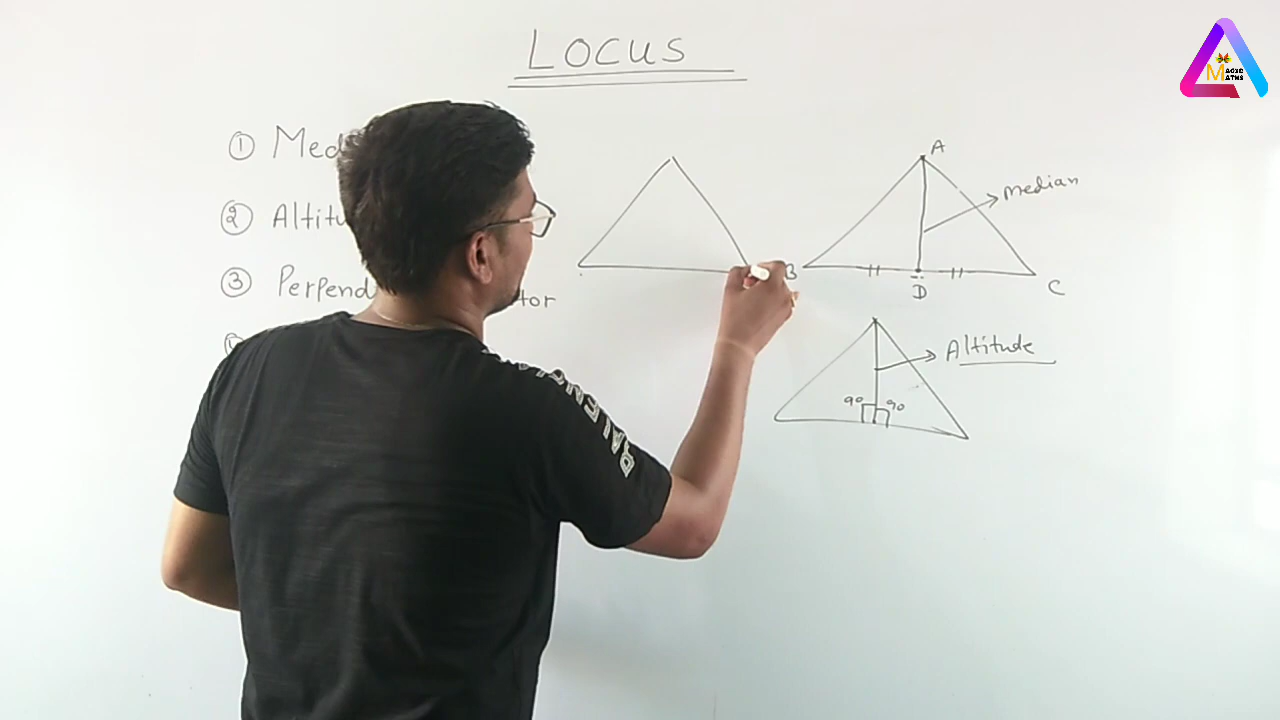 LOCUS
MAGIC
MATHS
① Med
② Altitu
③ Perpend tor
A
Median
B
D
C
Altitude
90 90